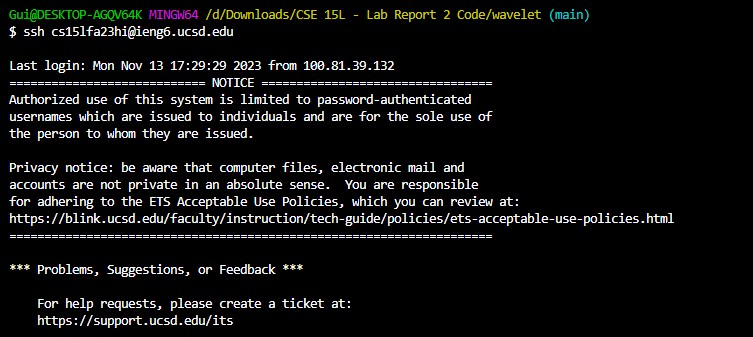 Gui@DESKTOP-AGQV64K MINGW64 /d/Downloads/CSE 15L - Lab Report 2 Code/wavelet (main)
$ ssh cs15lfa23hi@ieng6.ucsd.edu
Last login: Mon Nov 13 17:29:29 2023 from 100.81.39.132
============================ NOTICE =================================
Authorized use of this system is limited to password-authenticated
usernames which are issued to individuals and are for the sole use of
the person to whom they are issued.
Privacy notice: be aware that computer files, electronic mail and
accounts are not private in an absolute sense.  You are responsible
for adhering to the ETS Acceptable Use Policies, which you can review at:
https://blink.ucsd.edu/faculty/instruction/tech-guide/policies/ets-acceptable-use-policies.html
=====================================================================
*** Problems, Suggestions, or Feedback ***
For help requests, please create a ticket at:
https://support.ucsd.edu/its